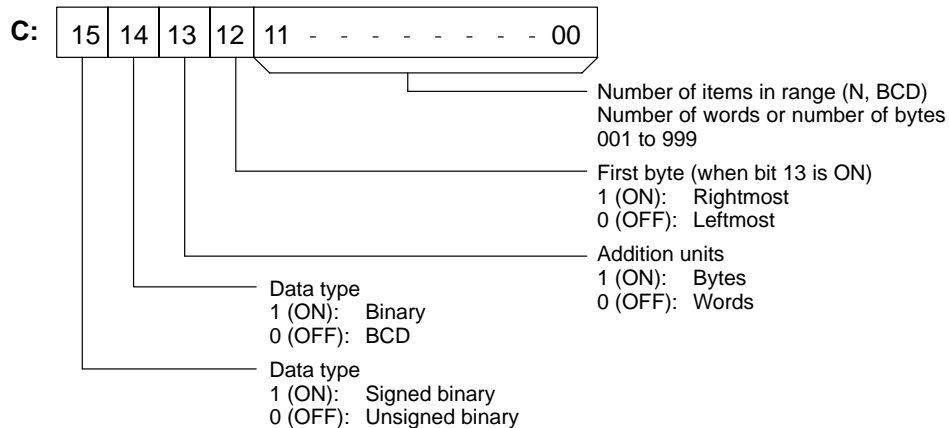 C: 15 14 13 12 11 - - - - - - - - 00
Number of items in range (N, BCD)
Number of words or number of bytes
001 to 999
First byte (when bit 13 is ON)
1 (ON): Rightmost
0 (OFF): Leftmost
Addition units
1 (ON): Bytes
0 (OFF): Words
Data type
1 (ON): Binary
0 (OFF): BCD
Data type
1 (ON): Signed binary
0 (OFF): Unsigned binary